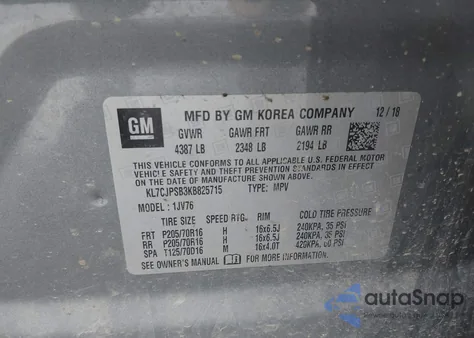 GM
MFD BY GM KOREA COMPANY 12/18
GVWR GAWR FRT GAWR RR
4387 LB 2348 LB 2194 LB
THIS VEHICLE CONFORMS TO ALL APPLICABLE U.S. FEDERAL MOTOR
VEHICLE SAFETY AND THEFT PREVENTION STANDARDS IN
EFFECT ON THE DATE OF MANUFACTURE SHOWN ABOVE.
KL7CJPSB3KB825715 TYPE: MPV
MODEL: 1JV76
TIRE SIZE SPEED RTG. RIM COLD TIRE PRESSURE
FRT P205/70R16 H 16x6.5J 240KPA, 35 PSI
RR P205/70R16 H 16x6.5J 240KPA, 35 PSI
SPA T125/70D16 M 16x4.0T 420KPA, 60 PSI
SEE OWNER'S MANUAL FOR MORE INFORMATION.
autoSnap